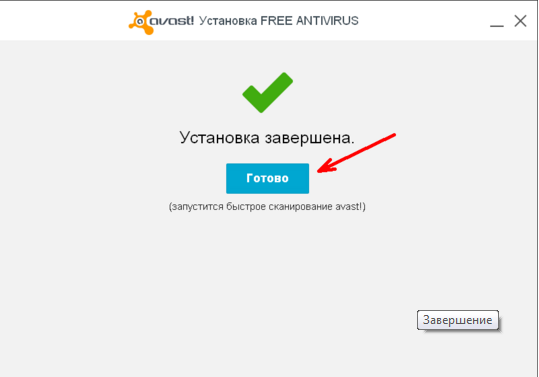 avast! Установка FREE ANTIVIRUS
Установка завершена.
Готово
(запустится быстрое сканирование avast!)
Завершение